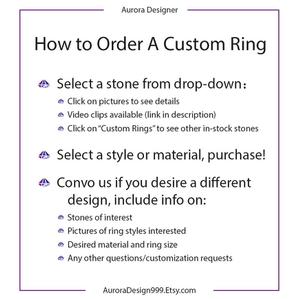 Aurora Designer
How to Order A Custom Ring
Select a stone from drop-down:
Click on pictures to see details
Video clips available (link in description)
Click on "Custom Rings" to see other in-stock stones
Select a style or material, purchase!
Convo us if you desire a different
design, include info on:
Stones of interest
Pictures of ring styles interested
Desired material and ring size
Any other questions/customization requests
AuroraDesign999.Etsy.com